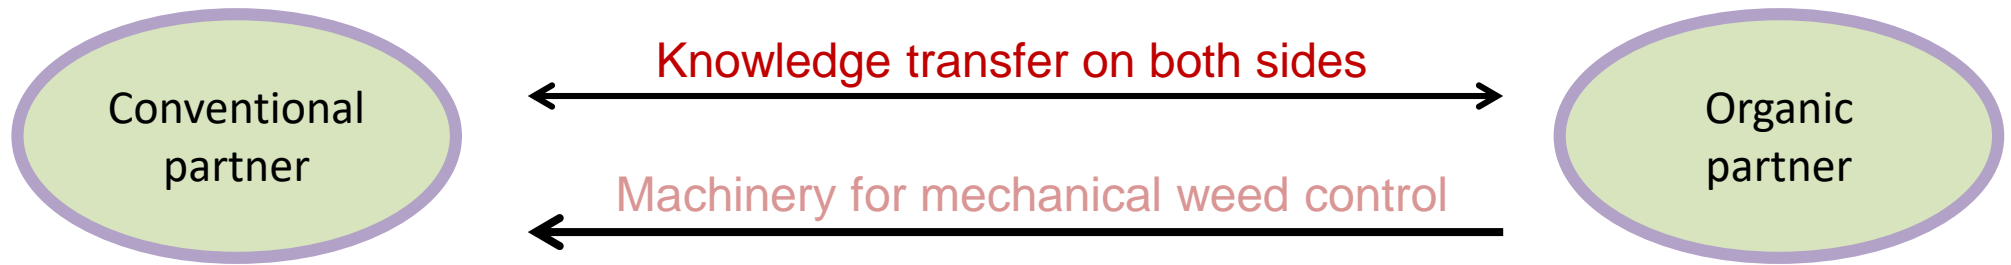 Conventional
partner
Knowledge transfer on both sides
Machinery for mechanical weed control
Organic
partner